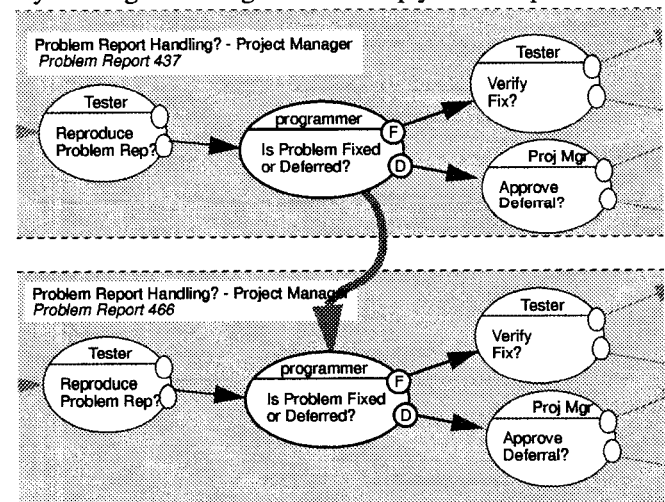 Problem Report Handling? - Project Manager
Problem Report 437
Tester
Reproduce
Problem Rep?
programmer
Is Problem Fixed
or Deferred?
F
D
Tester
Verify
Fix?
Proj Mgr
Approve
Deferral?
Problem Report Handling? - Project Manager
Problem Report 466
Tester
Reproduce
Problem Rep?
programmer
Is Problem Fixed
or Deferred?
F
D
Tester
Verify
Fix?
Proj Mgr
Approve
Deferral?